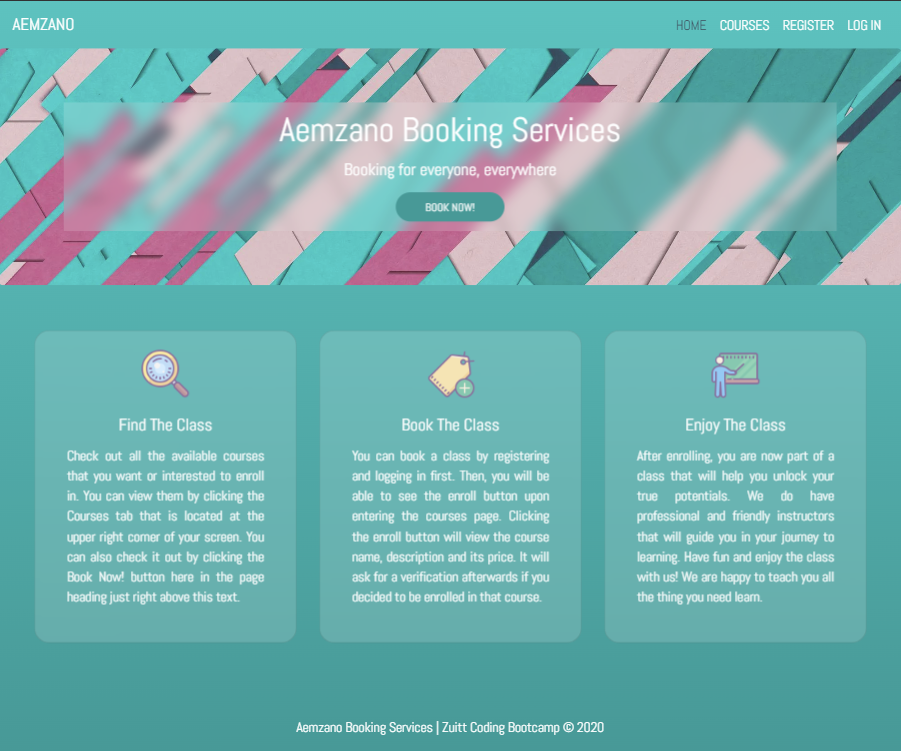 AEMZANO
HOME COURSES REGISTER LOG IN
Aemzano Booking Services
Booking for everyone, everywhere
BOOK NOW!
Find The Class
Check out all the available courses
that you want or interested to enroll
in. You can view them by clicking the
Courses tab that is located at the
upper right corner of your screen. You
can also check it out by clicking the
Book Now! button here in the page
heading just right above this text.
Book The Class
You can book a class by registering
and logging in first. Then, you will be
able to see the enroll button upon
entering the courses page. Clicking
the enroll button will view the course
name, description and its price. It will
ask for a verification afterwards if you
decided to be enrolled in that course.
Enjoy The Class
After enrolling, you are now part of a
class that will help you unlock your
true potentials. We do have
professional and friendly instructors
that will guide you in your journey to
learning. Have fun and enjoy the class
with us! We are happy to teach you all
the thing you need learn.
Aemzano Booking Services | Zuitt Coding Bootcamp © 2020